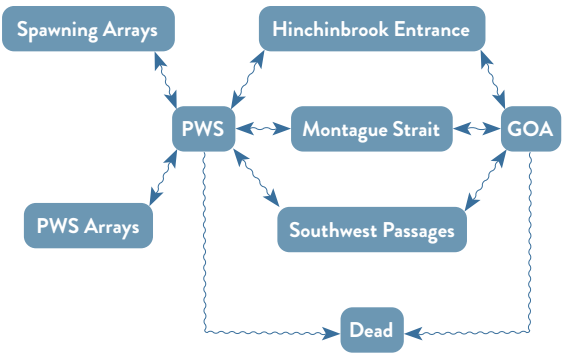 Spawning Arrays
Hinchinbrook Entrance
PWS
Montague Strait
GOA
PWS Arrays
Southwest Passages
Dead